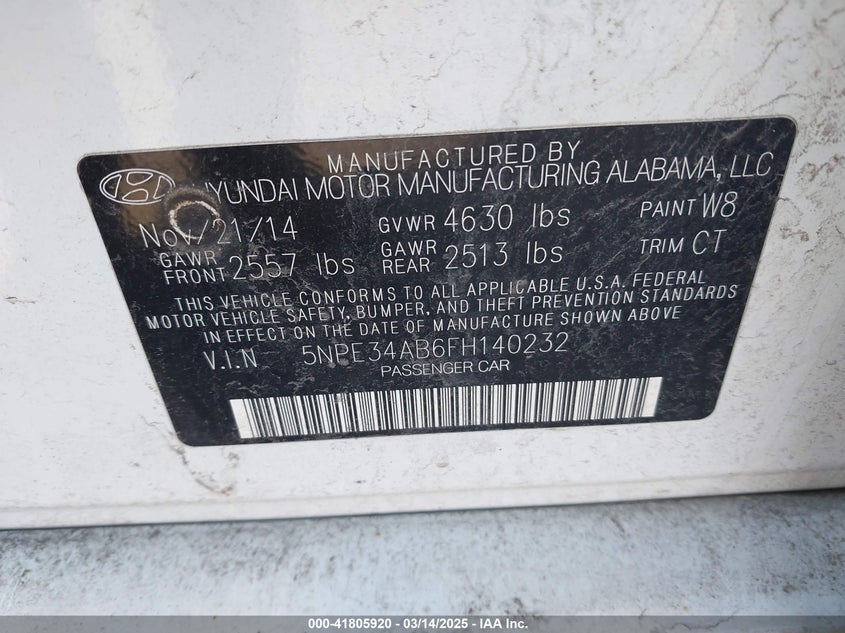 MANUFACTURED BY
HYUNDAI MOTOR MANUFACTURING ALABAMA, LLC
Nov/21/14 GVWR 4630 lbs PAINT W8
GAWR FRONT 2557 lbs GAWR REAR 2513 lbs TRIM CT
THIS VEHICLE CONFORMS TO ALL APPLICABLE U.S.A. FEDERAL
MOTOR VEHICLE SAFETY, BUMPER, AND THEFT PREVENTION STANDARDS
IN EFFECT ON THE DATE OF MANUFACTURE SHOWN ABOVE.
V.I.N 5NPE34AB6FH140232
PASSENGER CAR
000-41805920 - 03/14/2025 - IAA Inc.